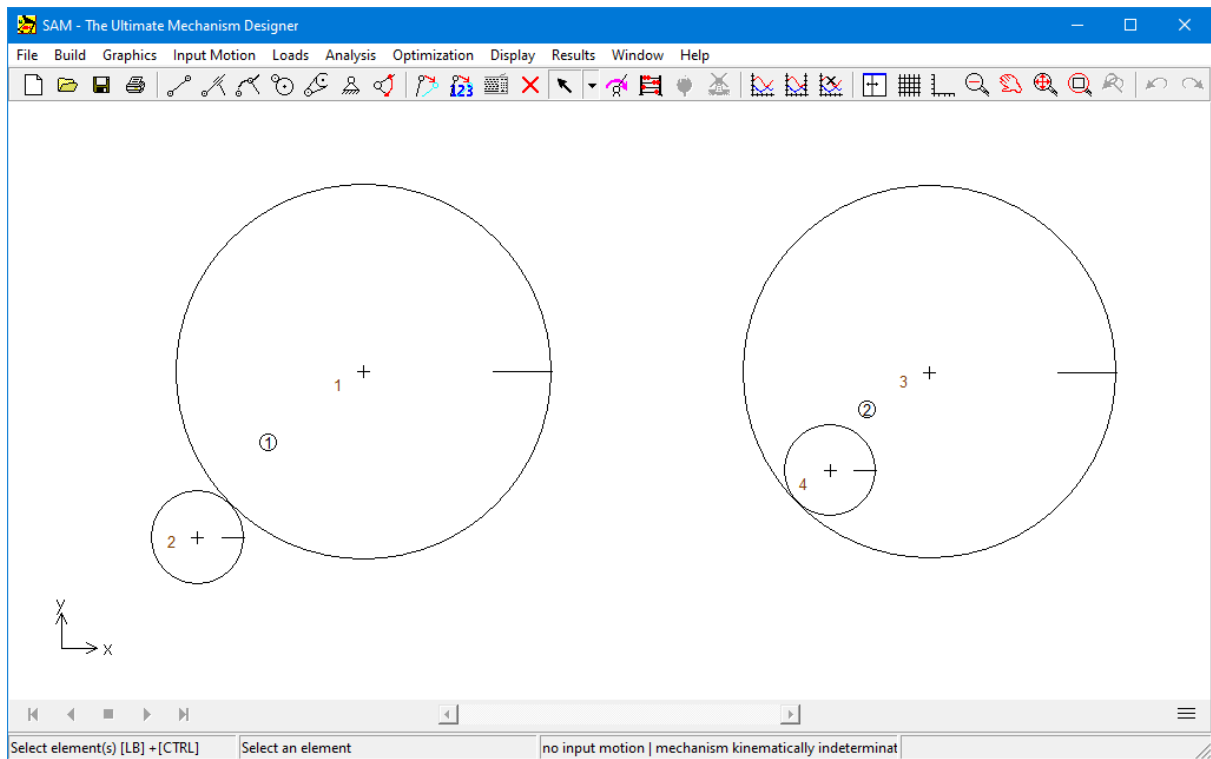 SAM - The Ultimate Mechanism Designer
File Build Graphics Input Motion Loads Analysis Optimization Display Results Window Help
123
1
3
②
4
①
2
y
x
Select element(s) [LB] +[CTRL] Select an element no input motion | mechanism kinematically indeterminat